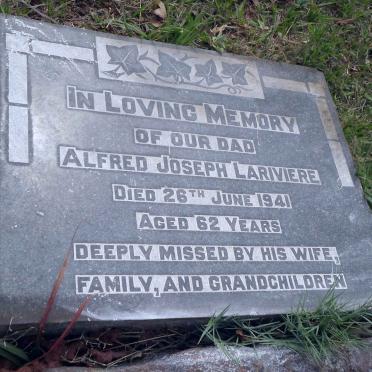 IN LOVING MEMORY
OF OUR DAD
ALFRED JOSEPH LARIVIERE
DIED 26TH JUNE 1941
AGED 62 YEARS
DEEPLY MISSED BY HIS WIFE,
FAMILY, AND GRANDCHILDREN